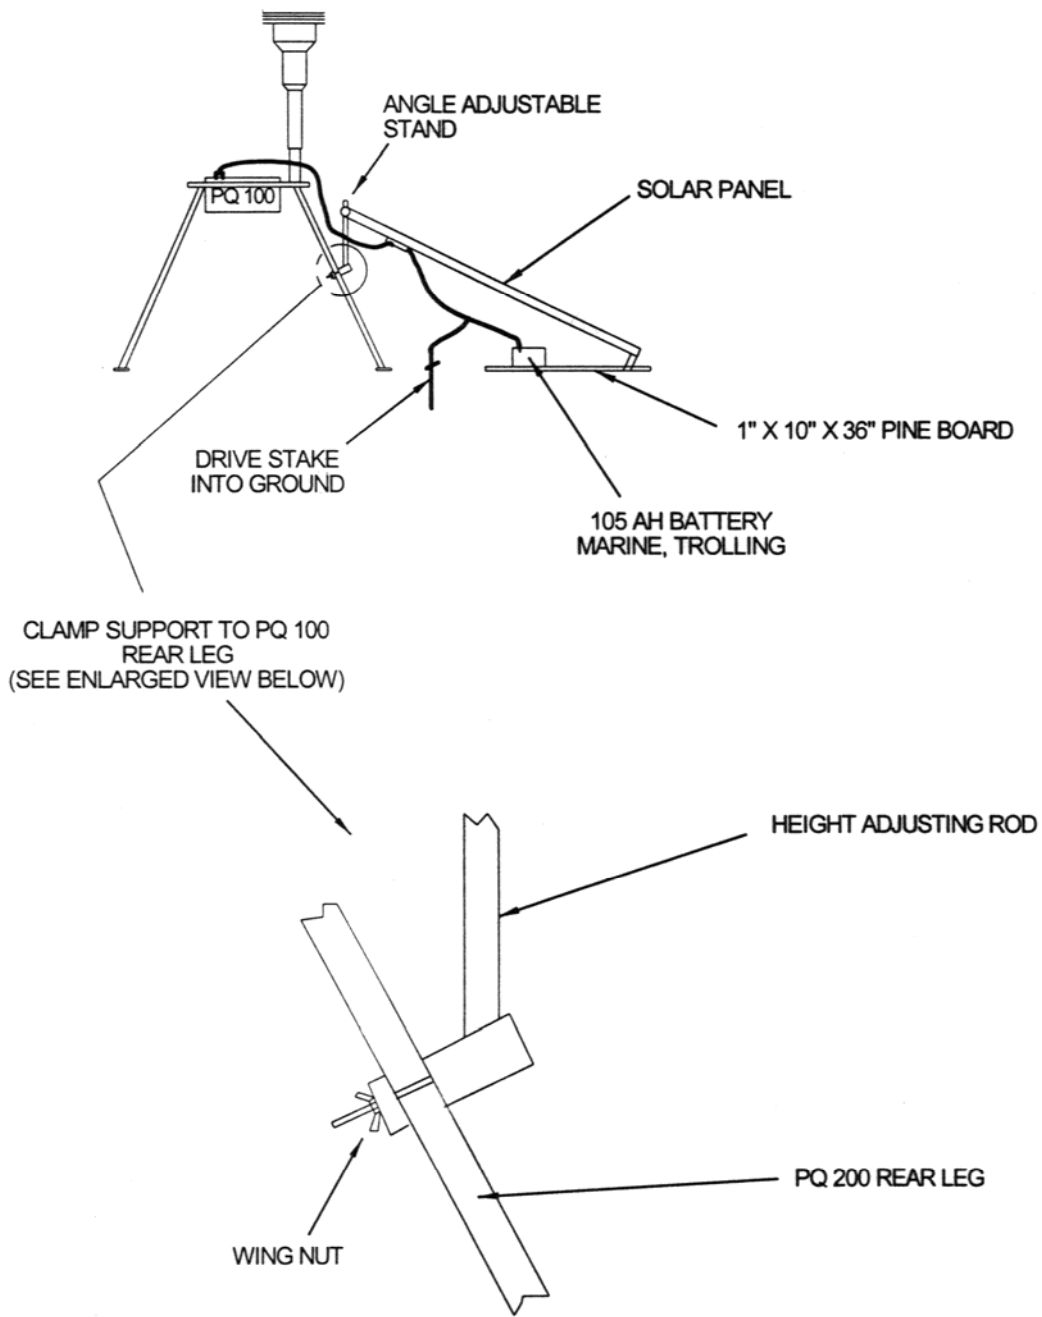 ANGLE ADJUSTABLE
STAND
PQ 100
SOLAR PANEL
1" X 10" X 36" PINE BOARD
DRIVE STAKE
INTO GROUND
105 AH BATTERY
MARINE, TROLLING
CLAMP SUPPORT TO PQ 100
REAR LEG
(SEE ENLARGED VIEW BELOW)
HEIGHT ADJUSTING ROD
PQ 200 REAR LEG
WING NUT